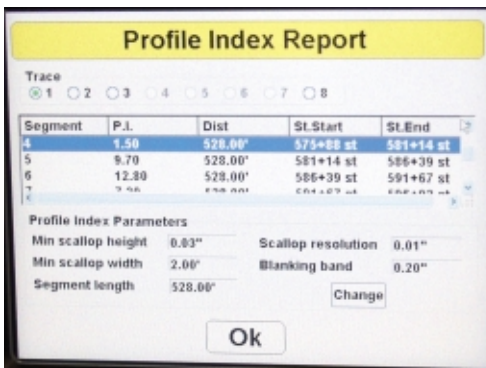 Profile Index Report
Trace
1 2 3 4 5 6 7 8
Segment P.I. Dist St.Start St.End
4 1.50 528.00" 575+88 st 581+14 st
5 9.70 528.00" 581+14 st 586+39 st
6 12.80 528.00" 586+39 st 591+67 st
Profile Index Parameters
Min scallop height 0.03" Scallop resolution 0.01"
Min scallop width 2.00' Blanking band 0.20"
Segment length 528.00'
Change
Ok